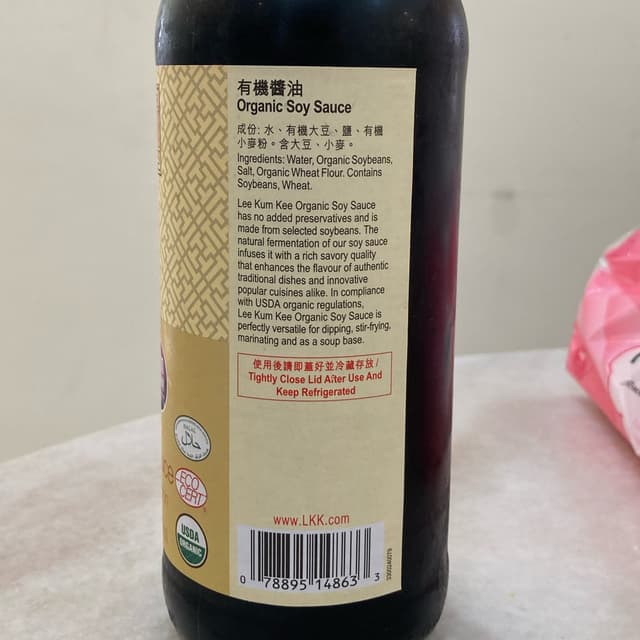 有機醬油
Organic Soy Sauce
成份: 水、有機大豆、鹽、有機
小麥粉。含大豆、小麥。
Ingredients: Water, Organic Soybeans,
Salt, Organic Wheat Flour. Contains
Soybeans, Wheat.
Lee Kum Kee Organic Soy Sauce
has no added preservatives and is
made from selected soybeans. The
natural fermentation of our soy sauce
infuses it with a rich savory quality
that enhances the flavour of authentic
traditional dishes and innovative
popular cuisines alike. In compliance
with USDA organic regulations,
Lee Kum Kee Organic Soy Sauce is
perfectly versatile for dipping, stir-frying,
marinating and as a soup base.
使用後請即蓋好並冷藏存放 /
Tightly Close Lid After Use And
Keep Refrigerated
HALAL
حلال
ECO
CERT
USDA
ORGANIC
www.LKK.com
0 78895 14863 3